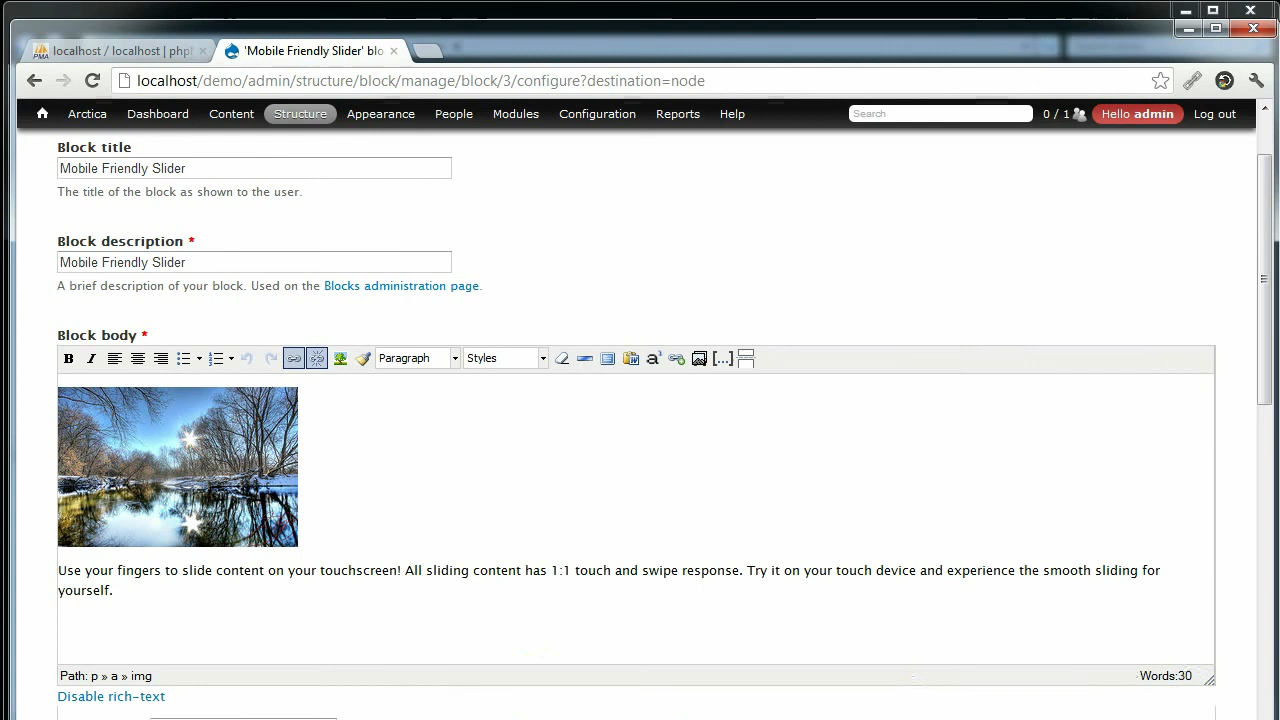 localhost / localhost | php
'Mobile Friendly Slider' blo
localhost/demo/admin/structure/block/manage/block/3/configure?destination=node
Arctica Dashboard Content Structure Appearance People Modules Configuration Reports Help Search 0 / 1 Hello admin Log out
Block title
Mobile Friendly Slider
The title of the block as shown to the user.
Block description *
Mobile Friendly Slider
A brief description of your block. Used on the Blocks administration page.
Block body *
B I Paragraph Styles
Use your fingers to slide content on your touchscreen! All sliding content has 1:1 touch and swipe response. Try it on your touch device and experience the smooth sliding for
yourself.
Path: p » a » img Words:30
Disable rich-text